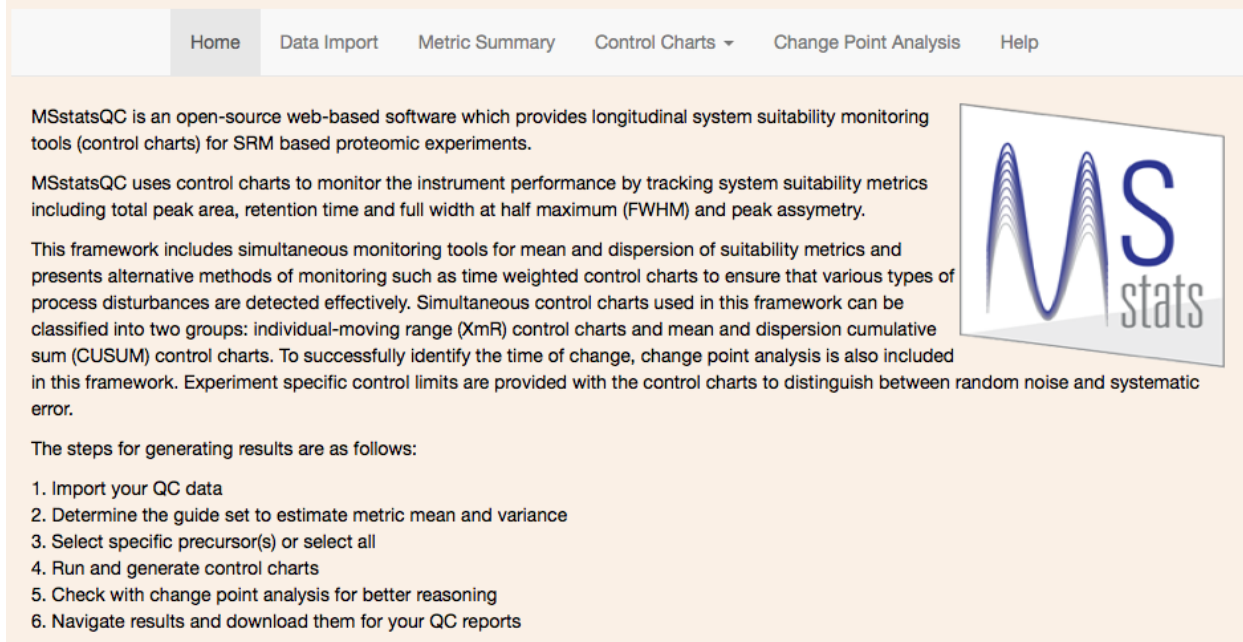 Home Data Import Metric Summary Control Charts Change Point Analysis Help
MSstatsQC is an open-source web-based software which provides longitudinal system suitability monitoring
tools (control charts) for SRM based proteomic experiments.
MSstatsQC uses control charts to monitor the instrument performance by tracking system suitability metrics
including total peak area, retention time and full width at half maximum (FWHM) and peak assymetry.
This framework includes simultaneous monitoring tools for mean and dispersion of suitability metrics and
presents alternative methods of monitoring such as time weighted control charts to ensure that various types of
process disturbances are detected effectively. Simultaneous control charts used in this framework can be
classified into two groups: individual-moving range (XmR) control charts and mean and dispersion cumulative
sum (CUSUM) control charts. To successfully identify the time of change, change point analysis is also included
in this framework. Experiment specific control limits are provided with the control charts to distinguish between random noise and systematic
error.
The steps for generating results are as follows:
1. Import your QC data
2. Determine the guide set to estimate metric mean and variance
3. Select specific precursor(s) or select all
4. Run and generate control charts
5. Check with change point analysis for better reasoning
6. Navigate results and download them for your QC reports
MS
stats